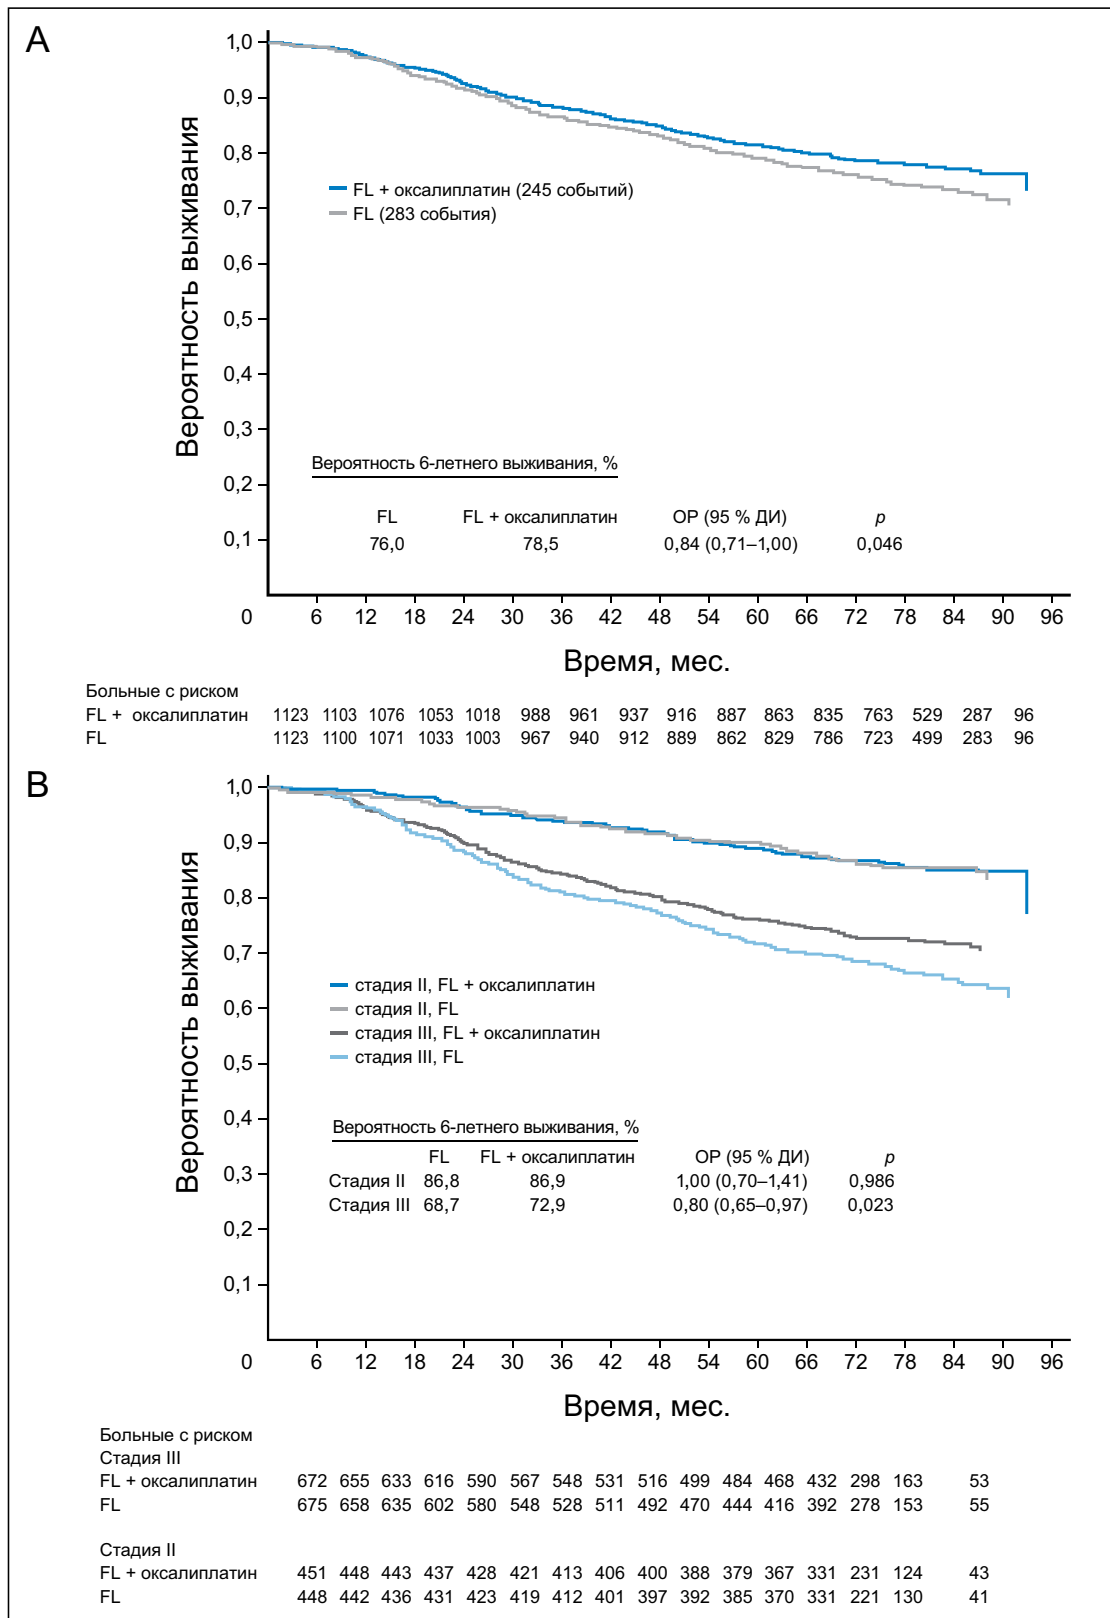 A
1,0
0,9
0,8
0,7
0,6
0,5
0,4
0,3
0,2
0,1
0
Вероятность выживания
FL + оксалиплатин (245 событий)
FL (283 события)
Вероятность 6-летнего выживания, %
FL FL + оксалиплатин ОР (95 % ДИ) p
76,0 78,5 0,84 (0,71–1,00) 0,046
6 12 18 24 30 36 42 48 54 60 66 72 78 84 90 96
Время, мес.
Больные с риском
FL + оксалиплатин 1123 1103 1076 1053 1018 988 961 937 916 887 863 835 763 529 287 96
FL 1123 1100 1071 1033 1003 967 940 912 889 862 829 786 723 499 283 96
B
1,0
0,9
0,8
0,7
0,6
0,5
0,4
0,3
0,2
0,1
0
Вероятность выживания
стадия II, FL + оксалиплатин
стадия II, FL
стадия III, FL + оксалиплатин
стадия III, FL
Вероятность 6-летнего выживания, %
FL FL + оксалиплатин ОР (95 % ДИ) p
Стадия II 86,8 86,9 1,00 (0,70–1,41) 0,986
Стадия III 68,7 72,9 0,80 (0,65–0,97) 0,023
6 12 18 24 30 36 42 48 54 60 66 72 78 84 90 96
Время, мес.
Больные с риском
Стадия III
FL + оксалиплатин 672 655 633 616 590 567 548 531 516 499 484 468 432 298 163 53
FL 675 658 635 602 580 548 528 511 492 470 444 416 392 278 153 55
Стадия II
FL + оксалиплатин 451 448 443 437 428 421 413 406 400 388 379 367 331 231 124 43
FL 448 442 436 431 423 419 412 401 397 392 385 370 331 221 130 41